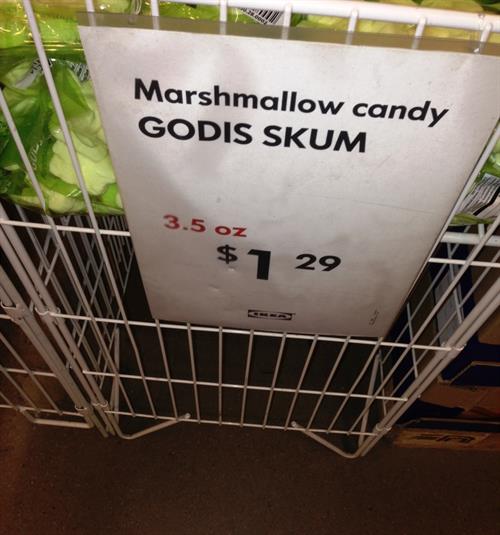 Marshmallow candy
GODIS SKUM
3.5 oz
$1 29
IKEA